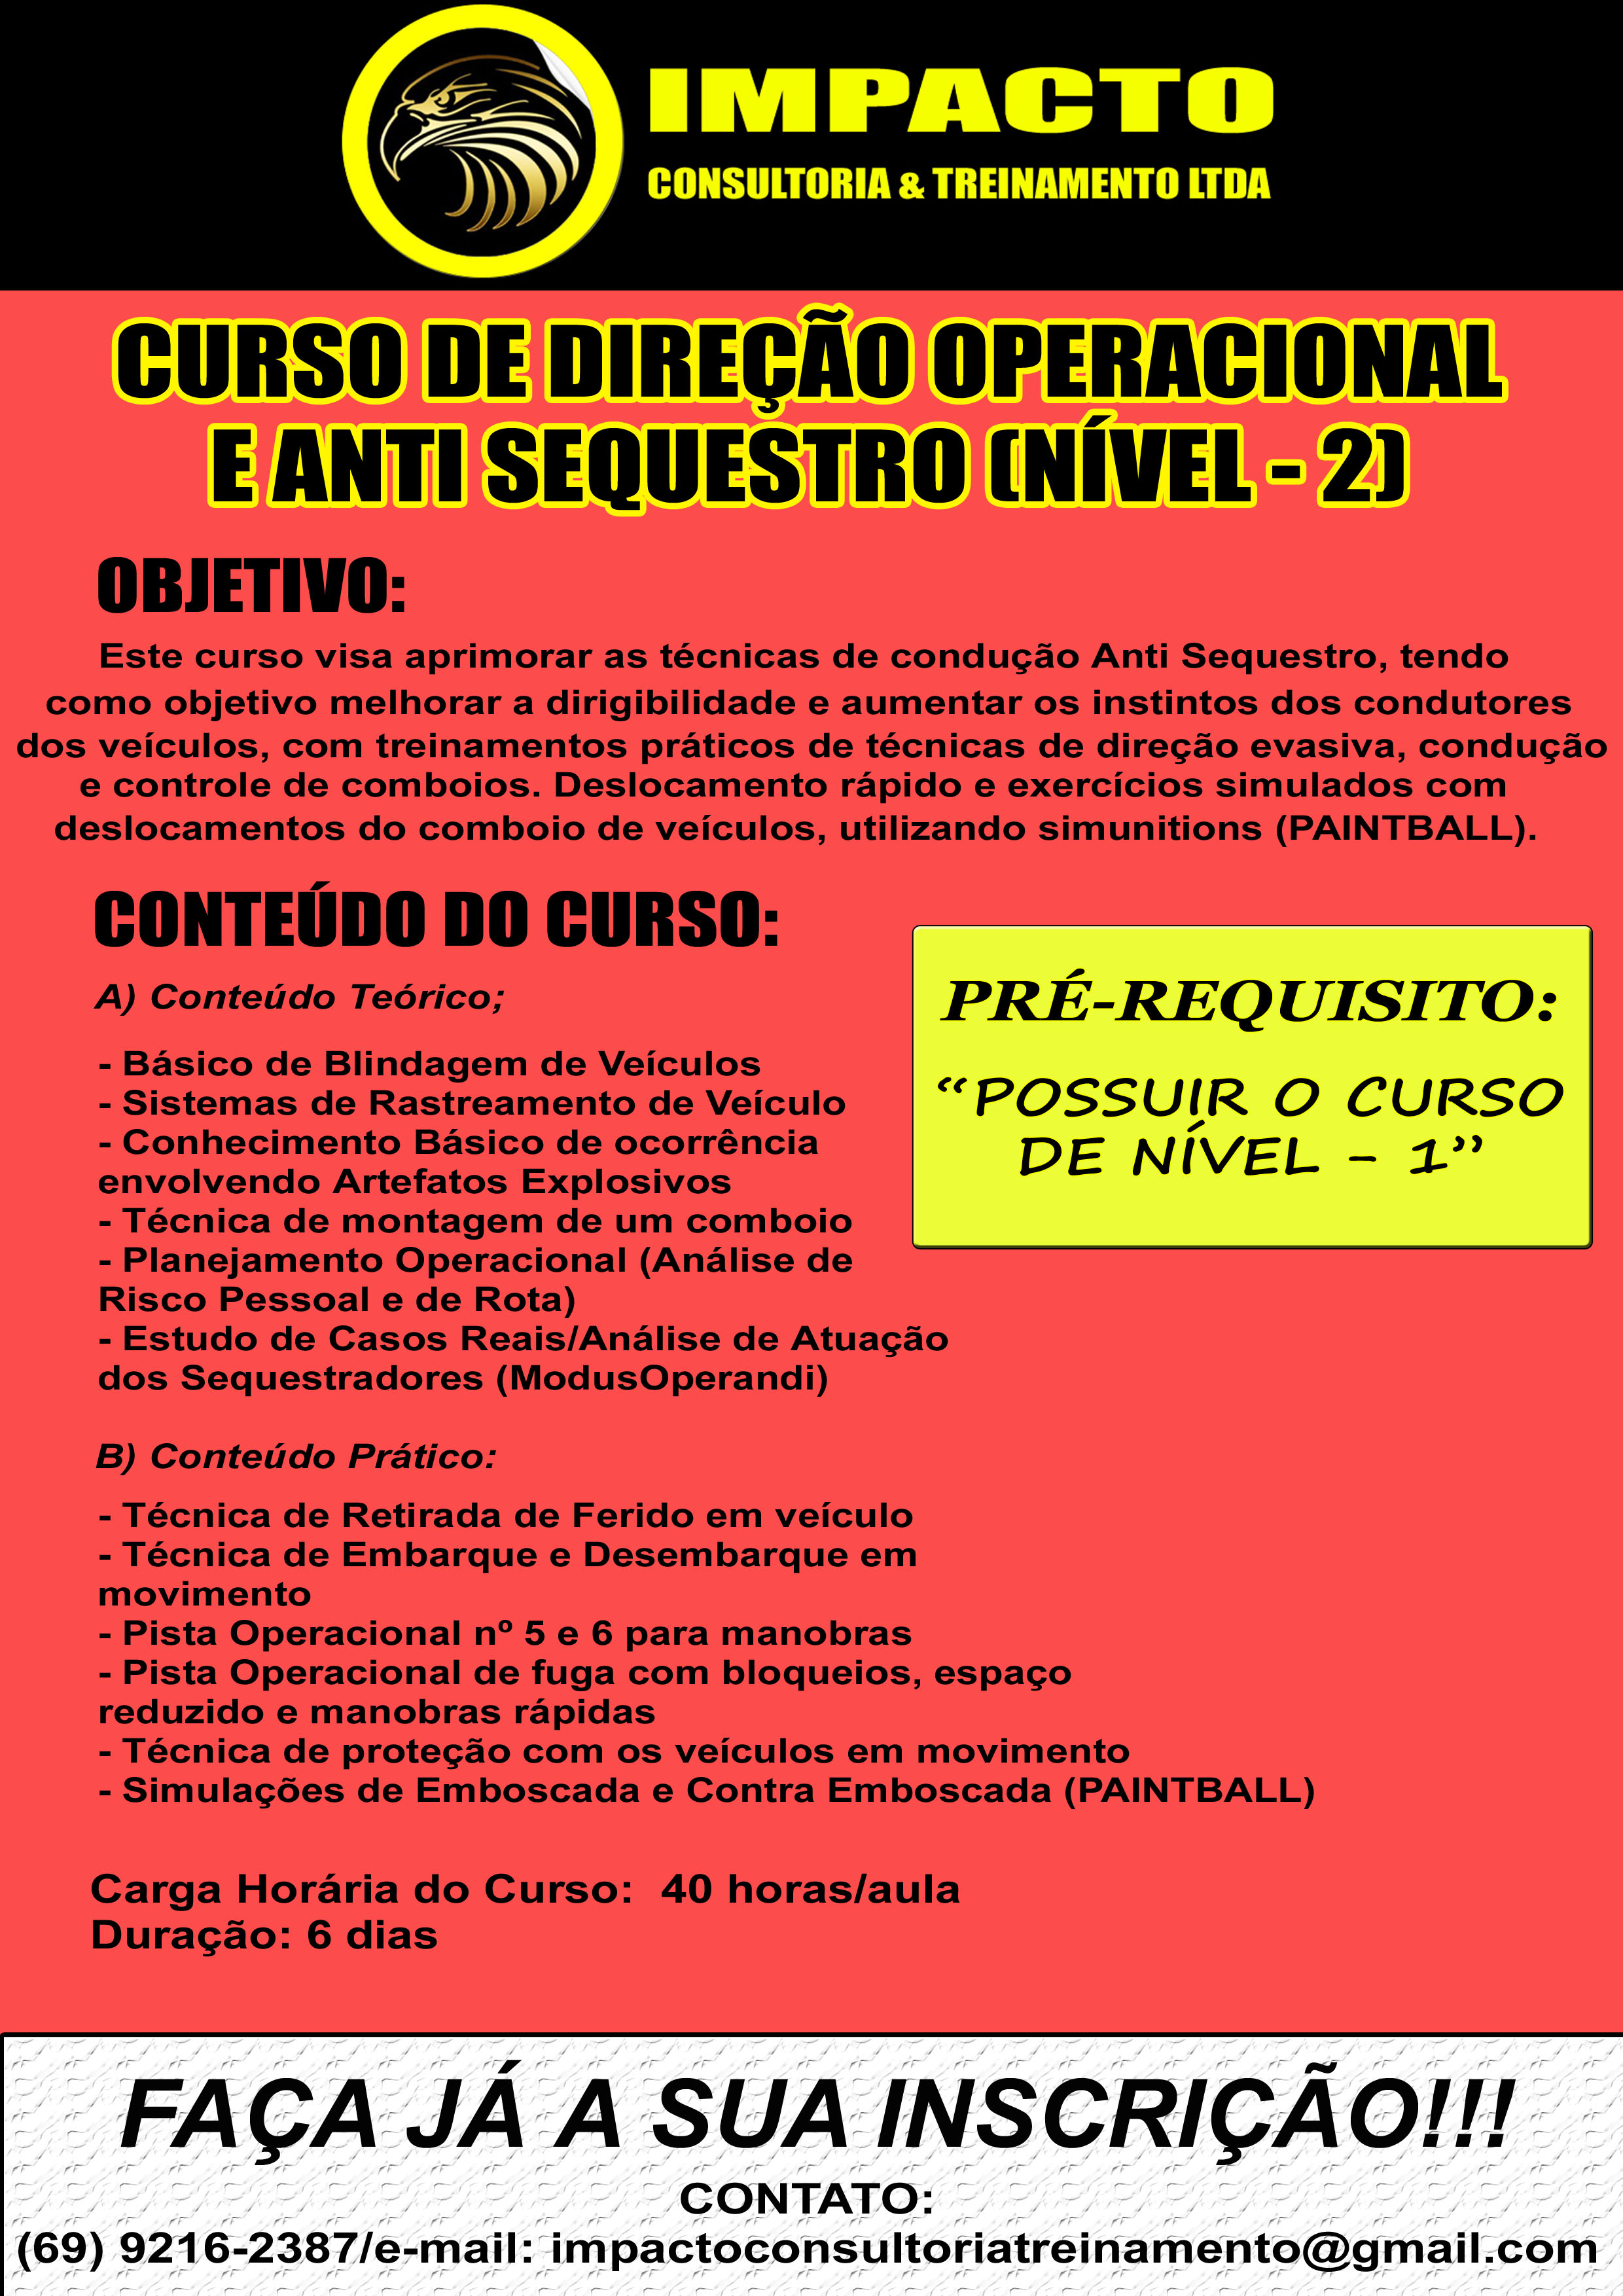 IMPACTO
CONSULTORIA & TREINAMENTO LTDA
CURSO DE DIREÇÃO OPERACIONAL
E ANTI SEQUESTRO (NÍVEL - 2)
OBJETIVO:
Este curso visa aprimorar as técnicas de condução Anti Sequestro, tendo
como objetivo melhorar a dirigibilidade e aumentar os instintos dos condutores
dos veículos, com treinamentos práticos de técnicas de direção evasiva, condução
e controle de comboios. Deslocamento rápido e exercícios simulados com
deslocamentos do comboio de veículos, utilizando simunitions (PAINTBALL).
CONTEÚDO DO CURSO:
A) Conteúdo Teórico;
- Básico de Blindagem de Veículos
- Sistemas de Rastreamento de Veículo
- Conhecimento Básico de ocorrência
envolvendo Artefatos Explosivos
- Técnica de montagem de um comboio
- Planejamento Operacional (Análise de
Risco Pessoal e de Rota)
- Estudo de Casos Reais/Análise de Atuação
dos Sequestradores (ModusOperandi)
PRÉ-REQUISITO:
“POSSUIR O CURSO
DE NÍVEL - 1”
B) Conteúdo Prático:
- Técnica de Retirada de Ferido em veículo
- Técnica de Embarque e Desembarque em
movimento
- Pista Operacional nº 5 e 6 para manobras
- Pista Operacional de fuga com bloqueios, espaço
reduzido e manobras rápidas
- Técnica de proteção com os veículos em movimento
- Simulações de Emboscada e Contra Emboscada (PAINTBALL)
Carga Horária do Curso: 40 horas/aula
Duração: 6 dias
FAÇA JÁ A SUA INSCRIÇÃO!!!
CONTATO:
(69) 9216-2387/e-mail: impactoconsultoriatreinamento@gmail.com